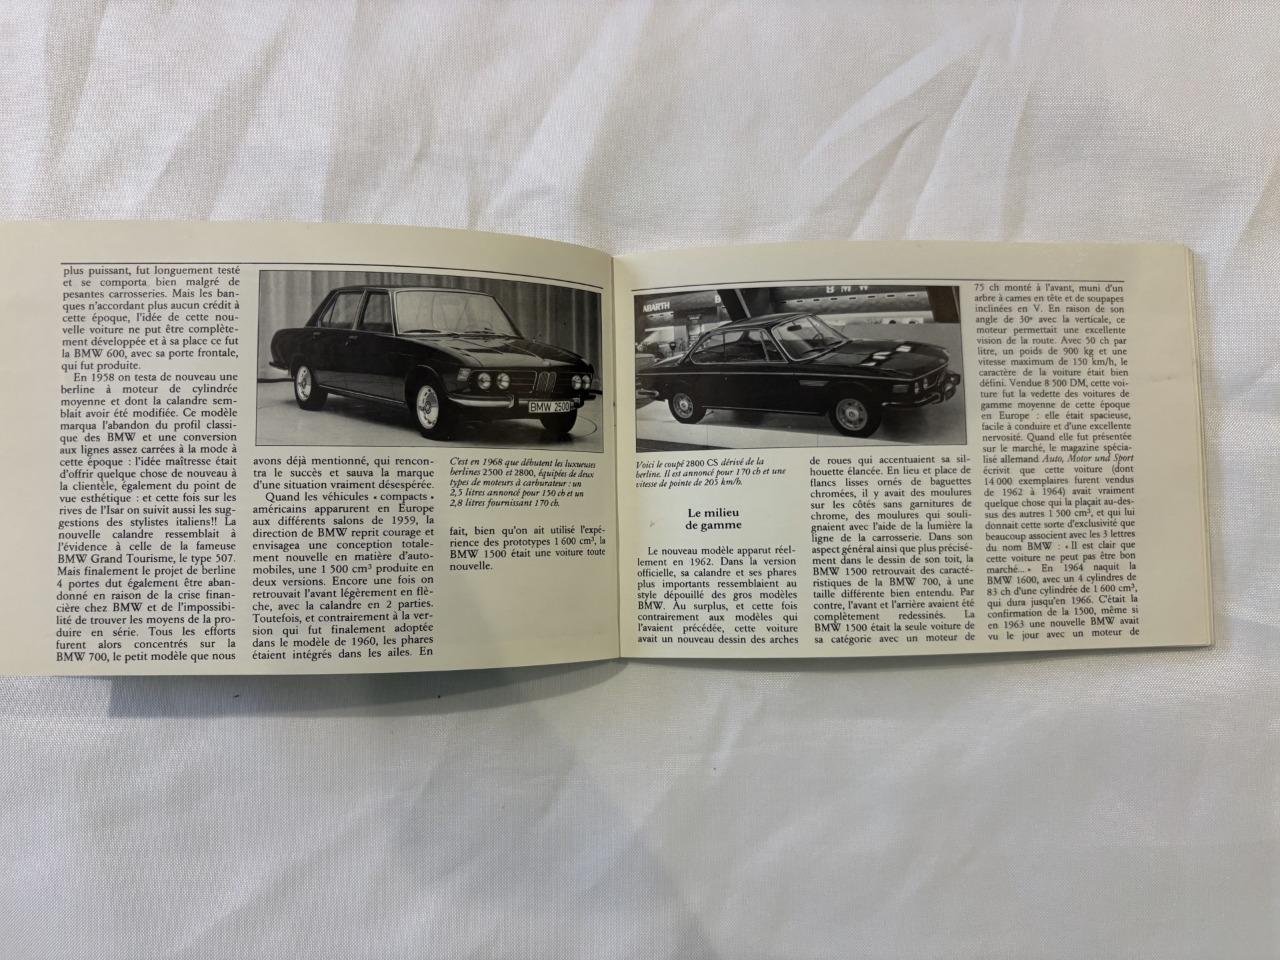 plus puissant, fut longuement testé
et se comporta bien malgré de
pesantes carrosseries. Mais les ban-
ques n'accordant plus aucun crédit à
cette époque, l'idée de cette nou-
velle voiture ne put être complète-
ment développée et à sa place ce fut
la BMW 600, avec sa porte frontale,
qui fut produite.
En 1958 on testa de nouveau une
berline à moteur de cylindrée
moyenne et dont la calandre sem-
blait avoir été modifiée. Ce modèle
marqua l'abandon du profil classi-
que des BMW et une conversion
aux lignes assez carrées à la mode à
cette époque : l'idée maîtresse était
d'offrir quelque chose de nouveau à
la clientèle, également du point de
vue esthétique : et cette fois sur les
rives de l'Isar on suivit aussi les sug-
gestions des stylistes italiens!! La
nouvelle calandre ressemblait à
l'évidence à celle de la fameuse
BMW Grand Tourisme, le type 507.
Mais finalement le projet de berline
4 portes dut également être aban-
donné en raison de la crise finan-
cière chez BMW et de l'impossibi-
lité de trouver les moyens de la pro-
duire en série. Tous les efforts
furent alors concentrés sur la
BMW 700, le petit modèle que nous
BMW 2500
avons déjà mentionné, qui rencon-
tra le succès et sauva la marque
d'une situation vraiment désespérée.
Quand les véhicules « compacts »
américains apparurent en Europe
aux différents salons de 1959, la
direction de BMW reprit courage et
envisagea une conception totale-
ment nouvelle en matière d'auto-
mobiles, une 1 500 cm³ produite en
deux versions. Encore une fois on
retrouvait l'avant légèrement en flè-
che, avec la calandre en 2 parties.
Toutefois, et contrairement à la ver-
sion qui fut finalement adoptée
dans le modèle de 1960, les phares
étaient intégrés dans les ailes. En
C'est en 1968 que débutent les luxueuses
berlines 2500 et 2800, équipées de deux
types de moteurs à carburateur : un
2,5 litres annoncé pour 150 ch et un
2,8 litres fournissant 170 ch.
fait, bien qu'on ait utilisé l'expé-
rience des prototypes 1 600 cm³, la
BMW 1500 était une voiture toute
nouvelle.
ABARTH
B
BMW
Voici le coupé 2800 CS dérivé de la
berline. Il est annoncé pour 170 ch et une
vitesse de pointe de 205 km/h.
Le milieu
de gamme
Le nouveau modèle apparut réel-
lement en 1962. Dans la version
officielle, sa calandre et ses phares
plus importants ressemblaient au
style dépouillé des gros modèles
BMW. Au surplus, et cette fois
contrairement aux modèles qui
l'avaient précédée, cette voiture
avait un nouveau dessin des arches
de roues qui accentuaient sa sil-
houette élancée. En lieu et place de
flancs lisses ornés de baguettes
chromées, il y avait des moulures
sur les côtés sans garnitures de
chrome, des moulures qui souli-
gnaient avec l'aide de la lumière la
ligne de la carrosserie. Dans son
aspect général ainsi que plus précisé-
ment dans le dessin de son toit, la
BMW 1500 retrouvait des caracté-
ristiques de la BMW 700, à une
taille différente bien entendu. Par
contre, l'avant et l'arrière avaient été
complètement redessinés. La
BMW 1500 était la seule voiture de
sa catégorie avec un moteur de
75 ch monté à l'avant, muni d'un
arbre à cames en tête et de soupapes
inclinées en V. En raison de son
angle de 30° avec la verticale, ce
moteur permettait une excellente
vision de la route. Avec 50 ch par
litre, un poids de 900 kg et une
vitesse maximum de 150 km/h, le
caractère de la voiture était bien
défini. Vendue 8 500 DM, cette voi-
ture fut la vedette des voitures de
gamme moyenne de cette époque
en Europe : elle était spacieuse,
facile à conduire et d'une excellente
nervosité. Quand elle fut présentée
sur le marché, le magazine spécia-
lisé allemand Auto, Motor und Sport
écrivit que cette voiture (dont
14 000 exemplaires furent vendus
de 1962 à 1964) avait vraiment
quelque chose qui la plaçait au-des-
sus des autres 1 500 cm³, et qui lui
donnait cette sorte d'exclusivité que
beaucoup associent avec les 3 lettres
du nom BMW : « Il est clair que
cette voiture ne peut pas être bon
marché... » En 1964 naquit la
BMW 1600, avec un 4 cylindres de
83 ch d'une cylindrée de 1 600 cm³,
qui dura jusqu'en 1966. C'était la
confirmation de la 1500, même si
en 1963 une nouvelle BMW avait
vu le jour avec un moteur de